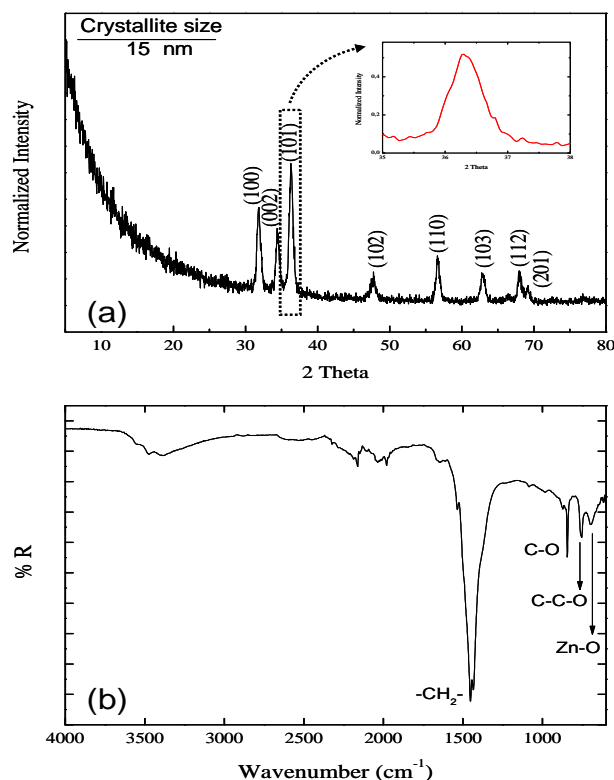 Crystallite size
15 nm
(100)
(002)
(101)
(102)
(110)
(103)
(112)
(201)
Normalized Intensity
0,4
0,2
0,0
35 36 37 38
2 Theta
Normalized Intensity
(a)
10 20 30 40 50 60 70 80
2 Theta
% R
C-O
C-C-O
Zn-O
-CH₂-
(b)
4000 3500 3000 2500 2000 1500 1000
Wavenumber (cm⁻¹)